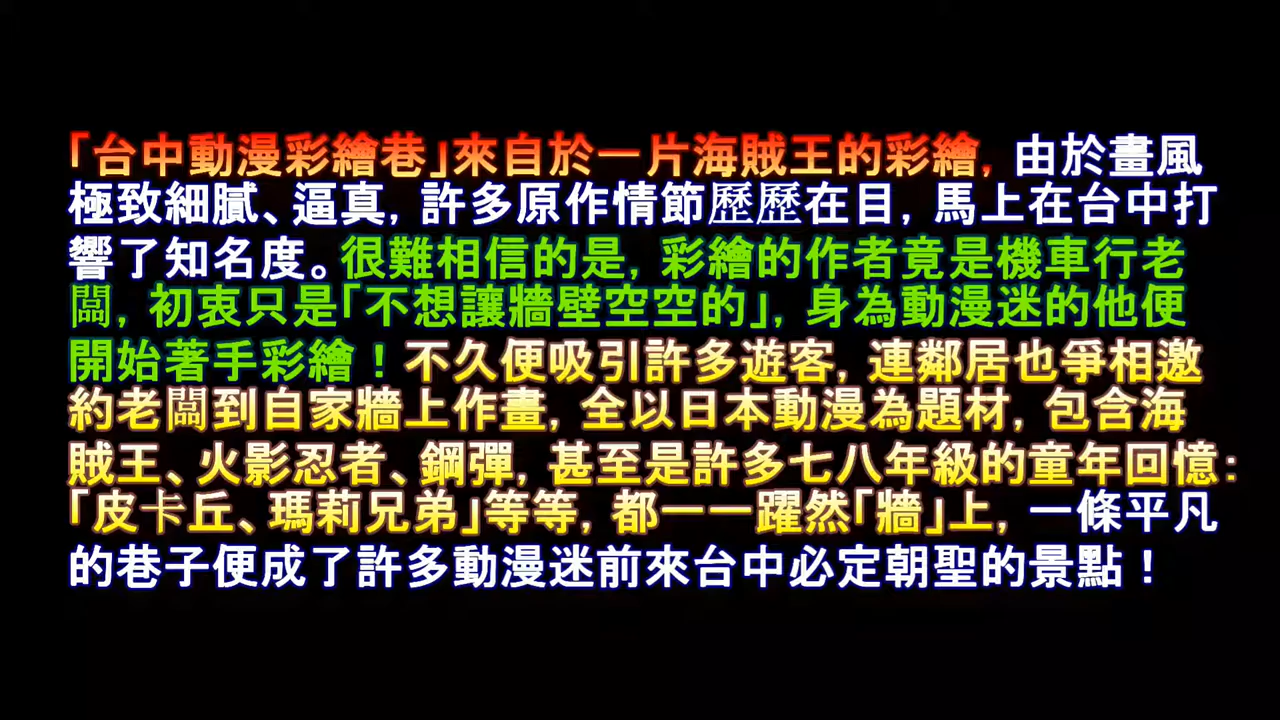 「台中動漫彩繪巷」來自於一片海賊王的彩繪, 由於畫風
極致細膩、逼真, 許多原作情節歷歷在目, 馬上在台中打
響了知名度。很難相信的是, 彩繪的作者竟是機車行老
闆, 初衷只是「不想讓牆壁空空的」, 身為動漫迷的他便
開始著手彩繪！不久便吸引許多遊客, 連鄰居也爭相邀
約老闆到自家牆上作畫, 全以日本動漫為題材, 包含海
賊王、火影忍者、鋼彈, 甚至是許多七八年級的童年回憶:
「皮卡丘、瑪莉兄弟」等等, 都一一躍然「牆」上, 一條平凡
的巷子便成了許多動漫迷前來台中必定朝聖的景點！